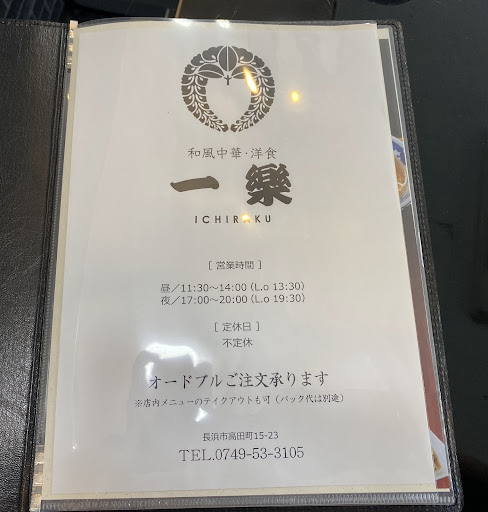 和風中華・洋食
一樂
ICHIRAKU
[ 営業時間 ]
昼／11:30〜14:00 (L.o 13:30)
夜／17:00〜20:00 (L.o 19:30)
[ 定休日 ]
不定休
オードブルご注文承ります
※店内メニューのテイクアウトも可（パック代は別途）
長浜市高田町15-23
TEL.0749-53-3105